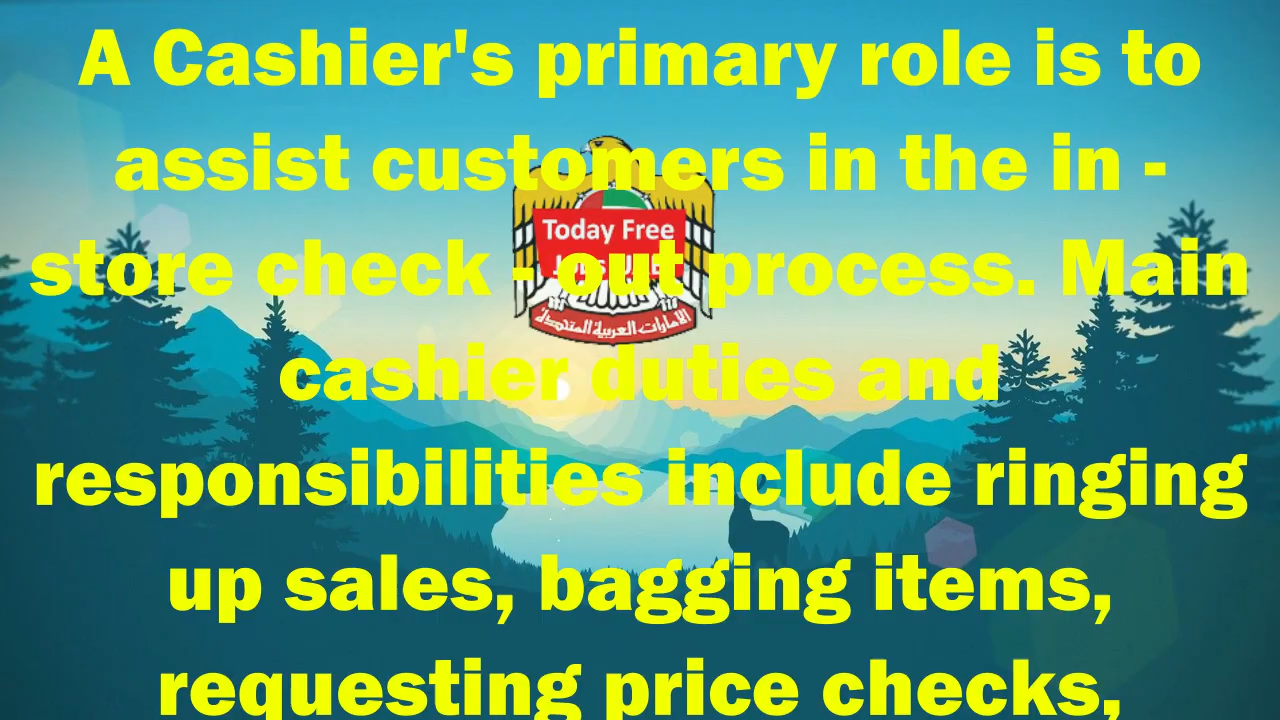 A Cashier's primary role is to
assist customers in the in -
Today Free
store check - out process. Main
الامارات العربية المتحدة
cashier duties and
responsibilities include ringing
up sales, bagging items,
requesting price checks,